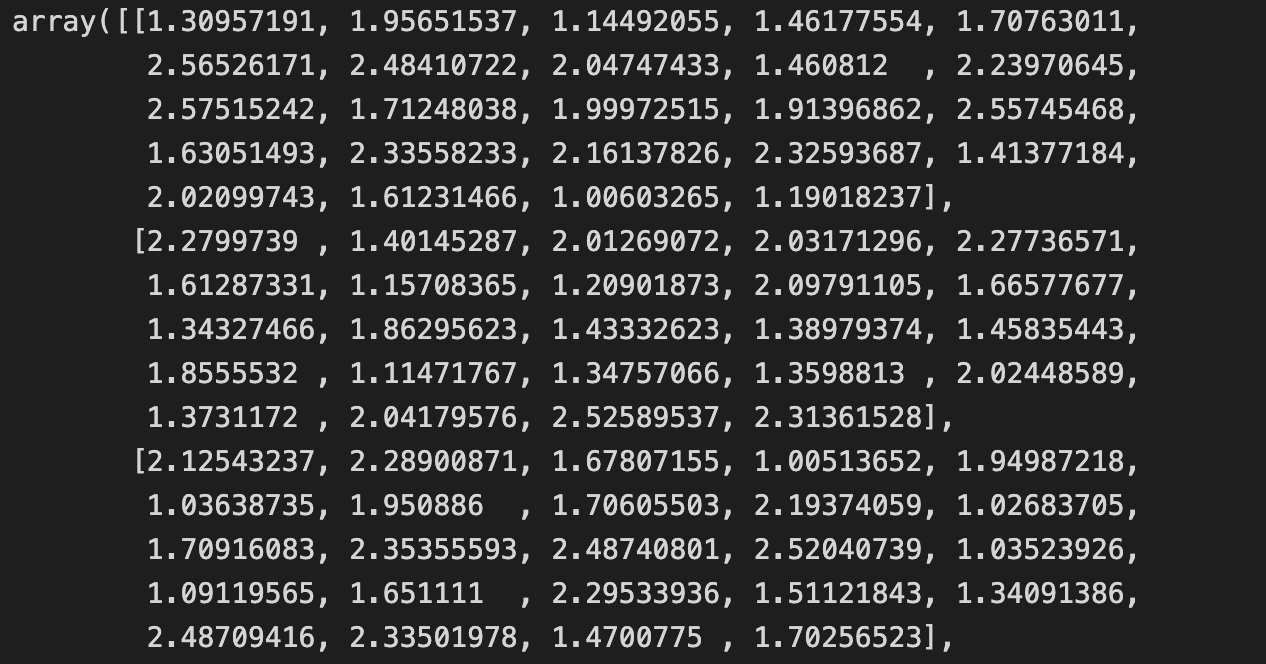 array([[1.30957191, 1.95651537, 1.14492055, 1.46177554, 1.70763011,
2.56526171, 2.48410722, 2.04747433, 1.460812  , 2.23970645,
2.57515242, 1.71248038, 1.99972515, 1.91396862, 2.55745468,
1.63051493, 2.33558233, 2.16137826, 2.32593687, 1.41377184,
2.02099743, 1.61231466, 1.00603265, 1.19018237],
[2.2799739 , 1.40145287, 2.01269072, 2.03171296, 2.27736571,
1.61287331, 1.15708365, 1.20901873, 2.09791105, 1.66577677,
1.34327466, 1.86295623, 1.43332623, 1.38979374, 1.45835443,
1.8555532 , 1.11471767, 1.34757066, 1.3598813 , 2.02448589,
1.3731172 , 2.04179576, 2.52589537, 2.31361528],
[2.12543237, 2.28900871, 1.67807155, 1.00513652, 1.94987218,
1.03638735, 1.950886  , 1.70605503, 2.19374059, 1.02683705,
1.70916083, 2.35355593, 2.48740801, 2.52040739, 1.03523926,
1.09119565, 1.651111  , 2.29533936, 1.51121843, 1.34091386,
2.48709416, 2.33501978, 1.4700775 , 1.70256523],